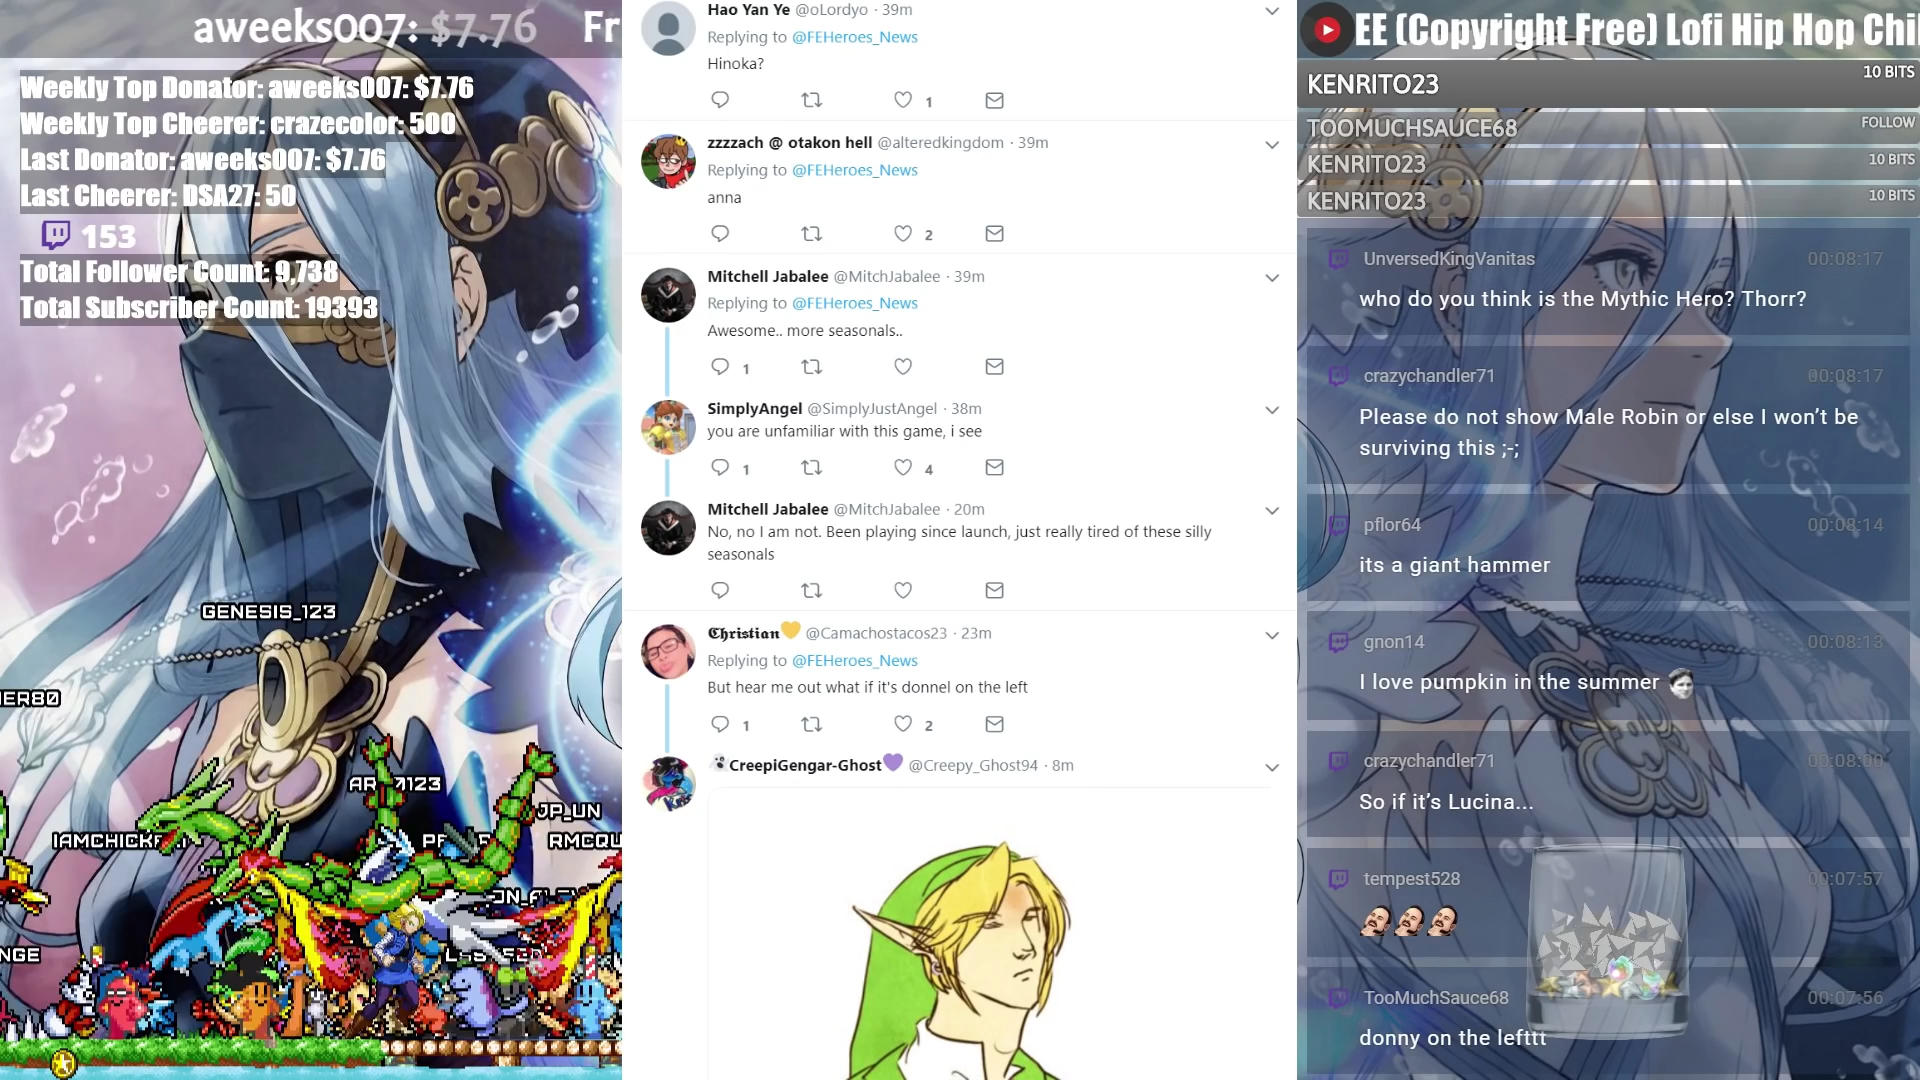 aweeks007: $7.76 Fr
Weekly Top Donator: aweeks007: $7.76
Weekly Top Cheerer: crazecolor: 500
Last Donator: aweeks007: $7.76
Last Cheerer: DSA27: 50
153
Total Follower Count: 9,738
Total Subscriber Count: 19393
GENESIS_123
ER80
JP_UN
RMCQU
NGE
Hao Yan Ye @oLordyo · 39m
Replying to @FEHeroes_News
Hinoka?
1
zzzzach @ otakon hell @alteredkingdom · 39m
Replying to @FEHeroes_News
anna
2
Mitchell Jabalee @MitchJabalee · 39m
Replying to @FEHeroes_News
Awesome.. more seasonals..
1
SimplyAngel @SimplyJustAngel · 38m
you are unfamiliar with this game, i see
1 4
Mitchell Jabalee @MitchJabalee · 20m
No, no I am not. Been playing since launch, just really tired of these silly
seasonals
𝕮𝖍𝖗𝖎𝖘𝖙𝖎𝖆𝖓💛 @Camachostacos23 · 23m
Replying to @FEHeroes_News
But hear me out what if it's donnel on the left
1 2
👻CreepiGengar-Ghost💜 @Creepy_Ghost94 · 8m
EE (Copyright Free) Lofi Hip Hop Chi
KENRITO23 10 BITS
TOOMUCHSAUCE68 FOLLOW
KENRITO23 10 BITS
KENRITO23 10 BITS
UnversedKingVanitas 00:08:17
who do you think is the Mythic Hero? Thorr?
crazychandler71 00:08:17
Please do not show Male Robin or else I won't be
surviving this ;-;
pflor64 00:08:14
its a giant hammer
gnon14 00:08:13
I love pumpkin in the summer
crazychandler71 00:08:00
So if it's Lucina...
tempest528 00:07:57
TooMuchSauce68 00:07:56
donny on the lefttt